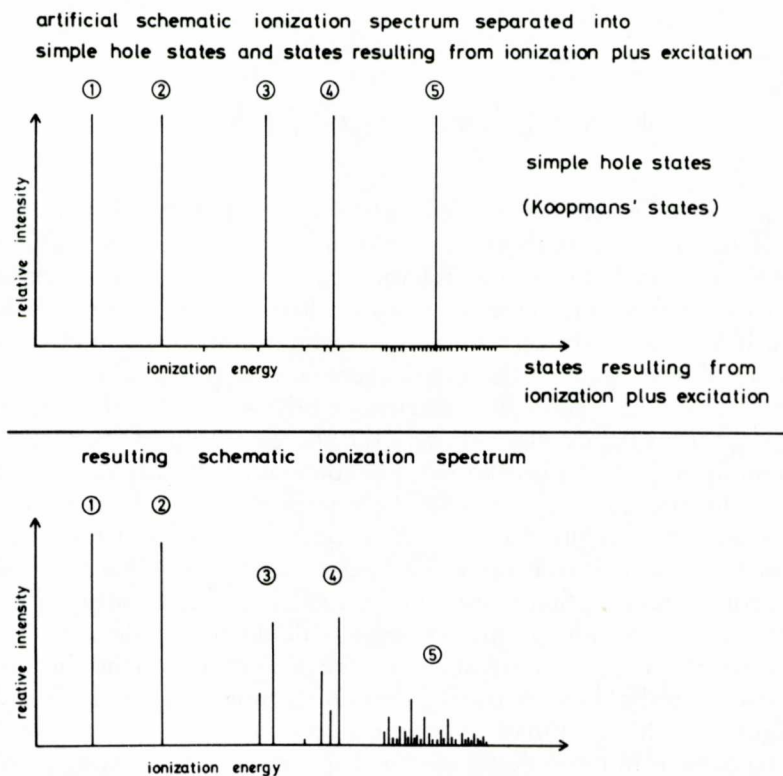 artificial schematic ionization spectrum separated into
simple hole states and states resulting from ionization plus excitation
① ② ③ ④ ⑤
relative intensity
simple hole states
(Koopmans' states)
ionization energy
states resulting from
ionization plus excitation
resulting schematic ionization spectrum
① ②
③ ④
⑤
relative intensity
ionization energy